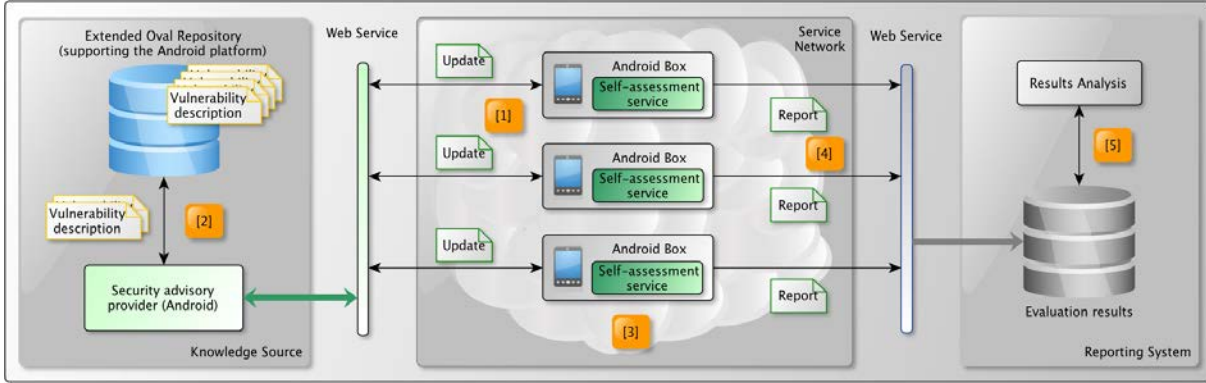 Extended Oval Repository
(supporting the Android platform)
Vulnerability
description
Vulnerability
description
[2]
Security advisory
provider (Android)
Knowledge Source
Web Service
Update
[1]
Update
Update
Service
Network
Android Box
Self-assessment
service
Android Box
Self-assessment
service
Android Box
Self-assessment
service
[3]
Report
[4]
Report
Report
Web Service
Results Analysis
[5]
Evaluation results
Reporting System